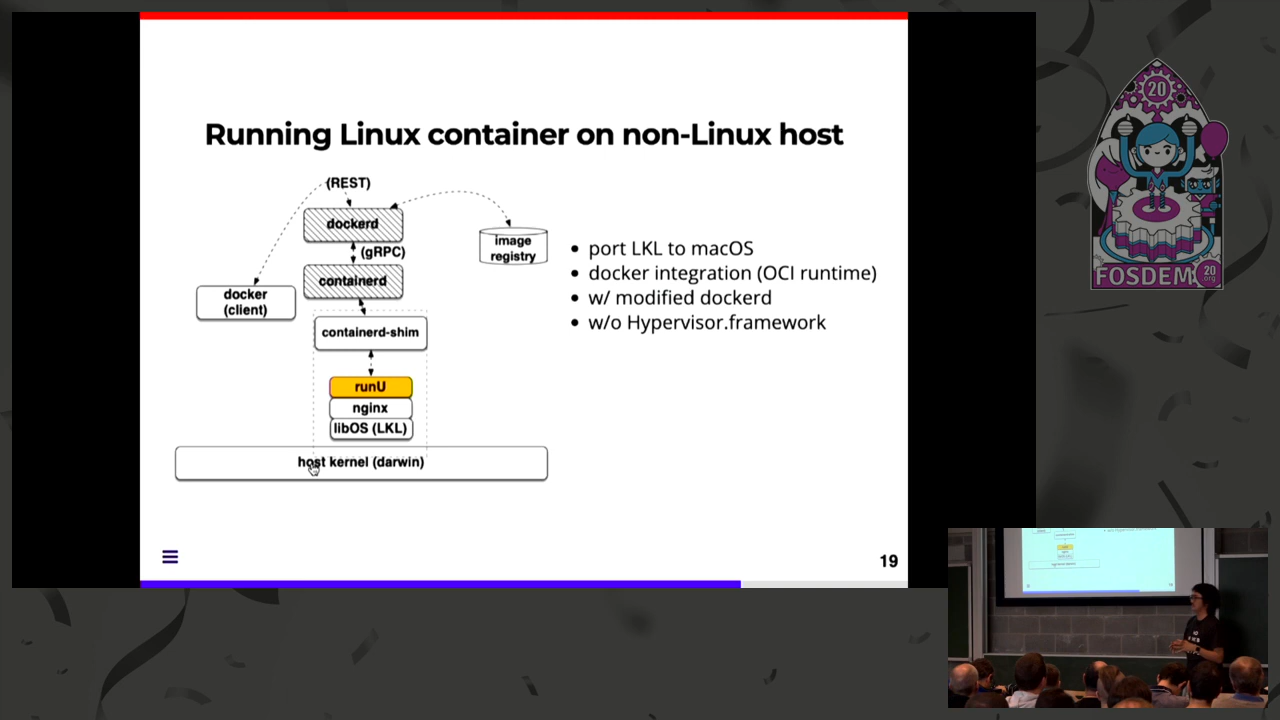 Running Linux container on non-Linux host
(REST)
dockerd
(gRPC)
containerd
image
registry
docker
(client)
containerd-shim
runU
nginx
libOS (LKL)
host kernel (darwin)
• port LKL to macOS
• docker integration (OCI runtime)
• w/ modified dockerd
• w/o Hypervisor.framework
19
20
FOSDEM
20
.org